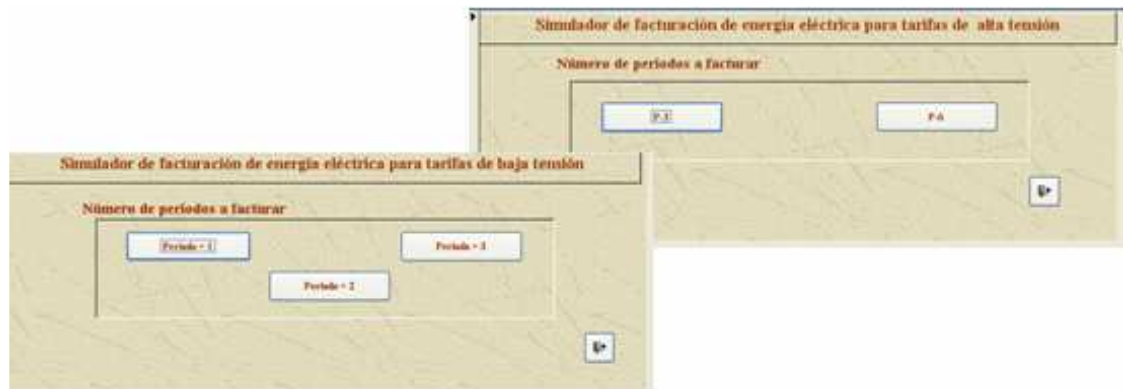 Simulador de facturación de energía eléctrica para tarifas de alta tensión
Número de periodos a facturar
P-3
P-6
Simulador de facturación de energía eléctrica para tarifas de baja tensión
Número de periodos a facturar
Periodo - 1
Periodo - 3
Periodo - 2